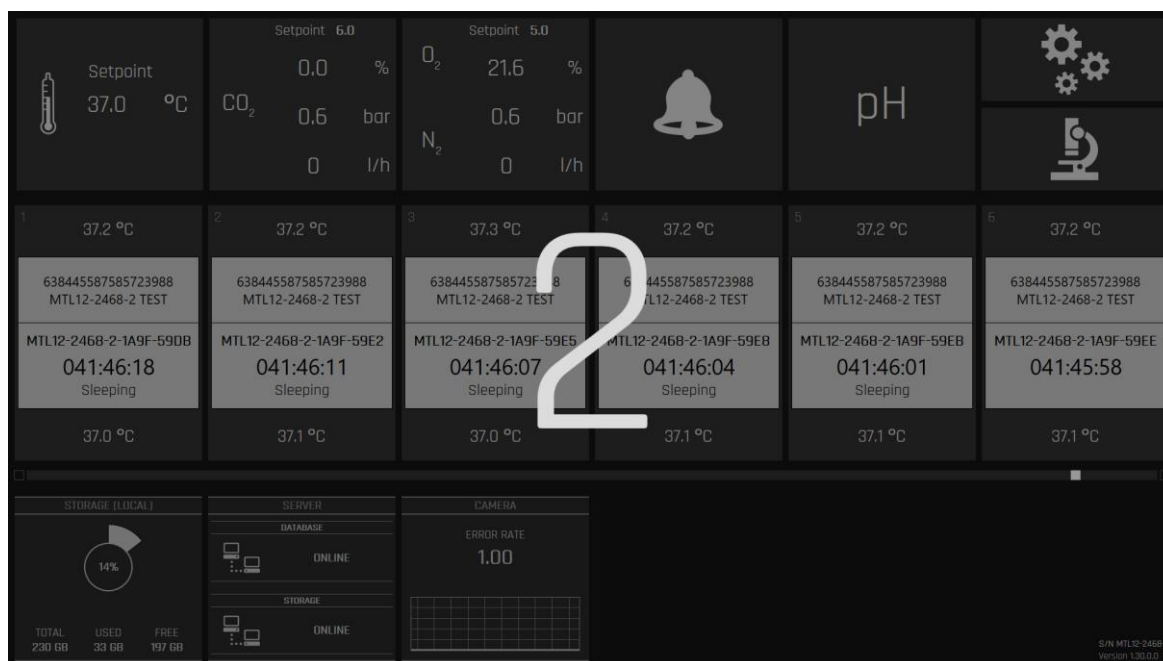 Setpoint
37.0 °C
Setpoint 6.0
0.0 %
CO₂
0.6 bar
0 l/h
Setpoint 5.0
O₂
21.6 %
0.6 bar
N₂
0 l/h
pH
1
37.2 °C
638445587585723988
MTL12-2468-2 TEST
MTL12-2468-2-1A9F-59DB
041:46:18
Sleeping
37.0 °C
2
37.2 °C
638445587585723988
MTL12-2468-2 TEST
MTL12-2468-2-1A9F-59E2
041:46:11
Sleeping
37.1 °C
3
37.3 °C
MTL12-2468-2 TEST
MTL12-2468-2-1A9F-59E5
041:46:07
Sleeping
37.0 °C
2
4
37.2 °C
TEST
MTL12-2468-2-1A9F-59E8
041:46:04
Sleeping
37.1 °C
5
37.2 °C
638445587585723988
MTL12-2468-2 TEST
MTL12-2468-2-1A9F-59EB
041:46:01
Sleeping
37.1 °C
6
37.2 °C
638445587585723988
MTL12-2468-2 TEST
MTL12-2468-2-1A9F-59EE
041:45:58
37.1 °C
STORAGE (LOCAL)
14%
TOTAL USED FREE
230 GB 33 GB 197 GB
SERVER
DATABASE
ONLINE
STORAGE
ONLINE
CAMERA
ERROR RATE
1.00
S/N MTL12-2468
Version 1.30.0.0